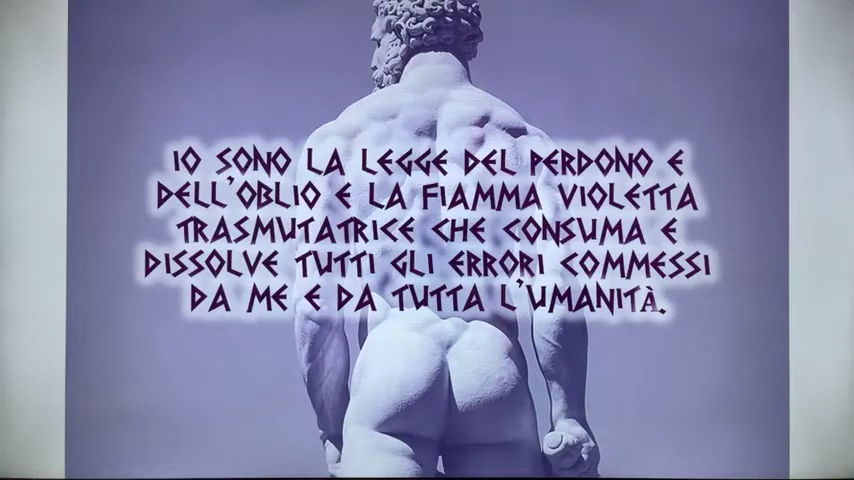 IO SONO LA LEGGE DEL PERDONO E
DELL'OBLIO E LA FIAMMA VIOLETTA
TRASMUTATRICE CHE CONSUMA E
DISSOLVE TUTTI GLI ERRORI COMMESSI
DA ME E DA TUTTA L'UMANITÀ.